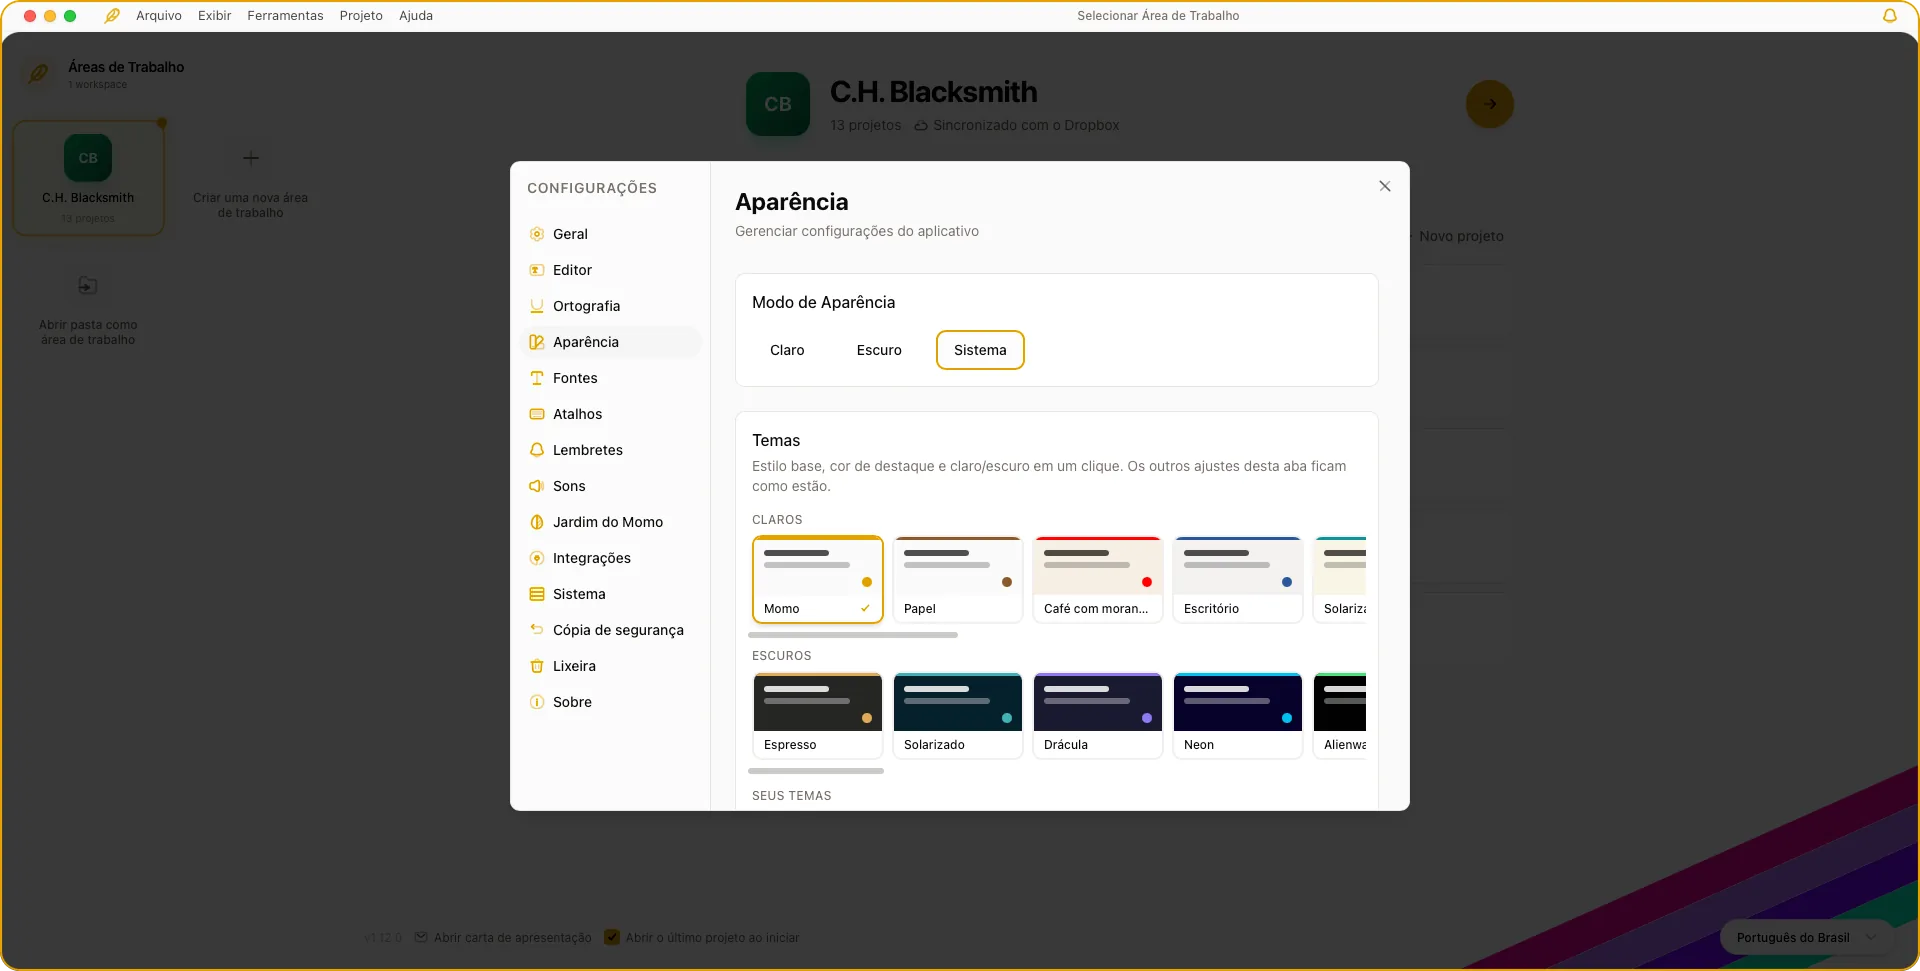 Arquivo Exibir Ferramentas Projeto Ajuda
Selecionar Área de Trabalho
Áreas de Trabalho
1 workspace
CB
C.H. Blacksmith
13 projetos
Criar uma nova área
de trabalho
Abrir pasta como
área de trabalho
CB
C.H. Blacksmith
13 projetos Sincronizado com o Dropbox
Novo projeto
CONFIGURAÇÕES
Geral
Editor
Ortografia
Aparência
Fontes
Atalhos
Lembretes
Sons
Jardim do Momo
Integrações
Sistema
Cópia de segurança
Lixeira
Sobre
Aparência
Gerenciar configurações do aplicativo
Modo de Aparência
Claro Escuro Sistema
Temas
Estilo base, cor de destaque e claro/escuro em um clique. Os outros ajustes desta aba ficam
como estão.
CLAROS
Momo Papel Café com moran... Escritório Solariza
ESCUROS
Espresso Solarizado Drácula Neon Alienwa
SEUS TEMAS
v1.12.0 Abrir carta de apresentação Abrir o último projeto ao iniciar
Português do Brasil